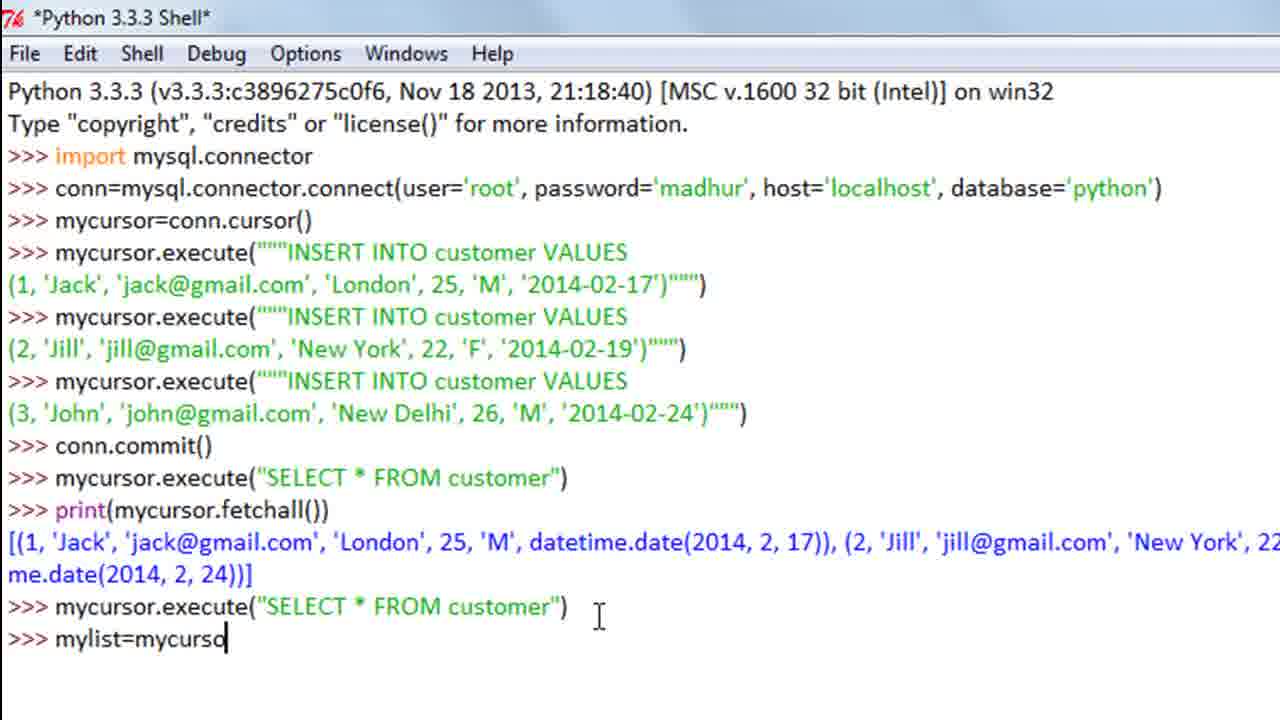 *Python 3.3.3 Shell*
File Edit Shell Debug Options Windows Help
Python 3.3.3 (v3.3.3:c3896275c0f6, Nov 18 2013, 21:18:40) [MSC v.1600 32 bit (Intel)] on win32
Type "copyright", "credits" or "license()" for more information.
>>> import mysql.connector
>>> conn=mysql.connector.connect(user='root', password='madhur', host='localhost', database='python')
>>> mycursor=conn.cursor()
>>> mycursor.execute("""INSERT INTO customer VALUES
(1, 'Jack', 'jack@gmail.com', 'London', 25, 'M', '2014-02-17')""")
>>> mycursor.execute("""INSERT INTO customer VALUES
(2, 'Jill', 'jill@gmail.com', 'New York', 22, 'F', '2014-02-19')""")
>>> mycursor.execute("""INSERT INTO customer VALUES
(3, 'John', 'john@gmail.com', 'New Delhi', 26, 'M', '2014-02-24')""")
>>> conn.commit()
>>> mycursor.execute("SELECT * FROM customer")
>>> print(mycursor.fetchall())
[(1, 'Jack', 'jack@gmail.com', 'London', 25, 'M', datetime.date(2014, 2, 17)), (2, 'Jill', 'jill@gmail.com', 'New York', 22
me.date(2014, 2, 24))]
>>> mycursor.execute("SELECT * FROM customer")
>>> mylist=mycurso